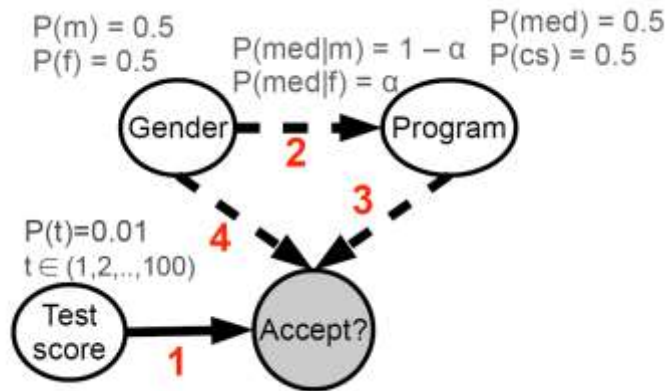 P(m) = 0.5
P(f) = 0.5
P(med|m) = 1 – α
P(med|f) = α
P(med) = 0.5
P(cs) = 0.5
Gender
2
Program
4
3
P(t)=0.01
t ∈ (1,2,..,100)
Test
score
1
Accept?